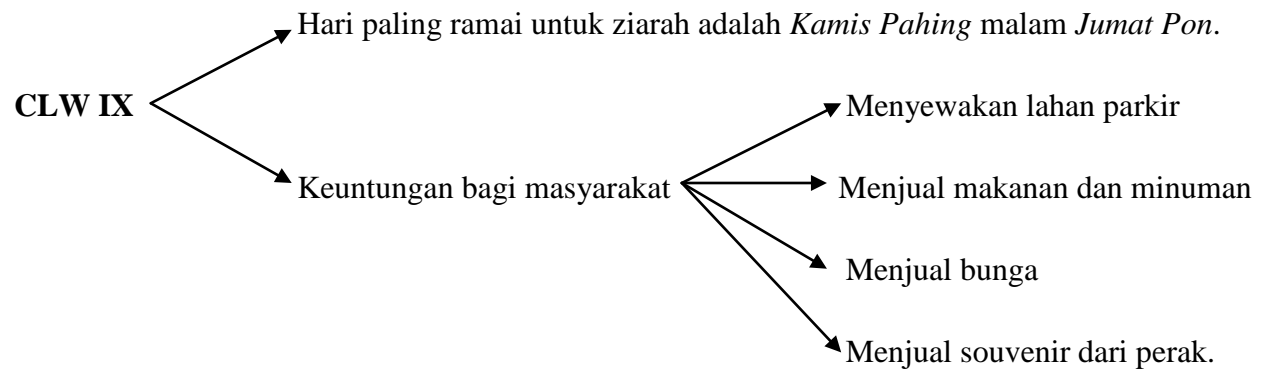 Hari paling ramai untuk ziarah adalah Kamis Pahing malam Jumat Pon.
CLW IX
Menyewakan lahan parkir
Keuntungan bagi masyarakat
Menjual makanan dan minuman
Menjual bunga
Menjual souvenir dari perak.